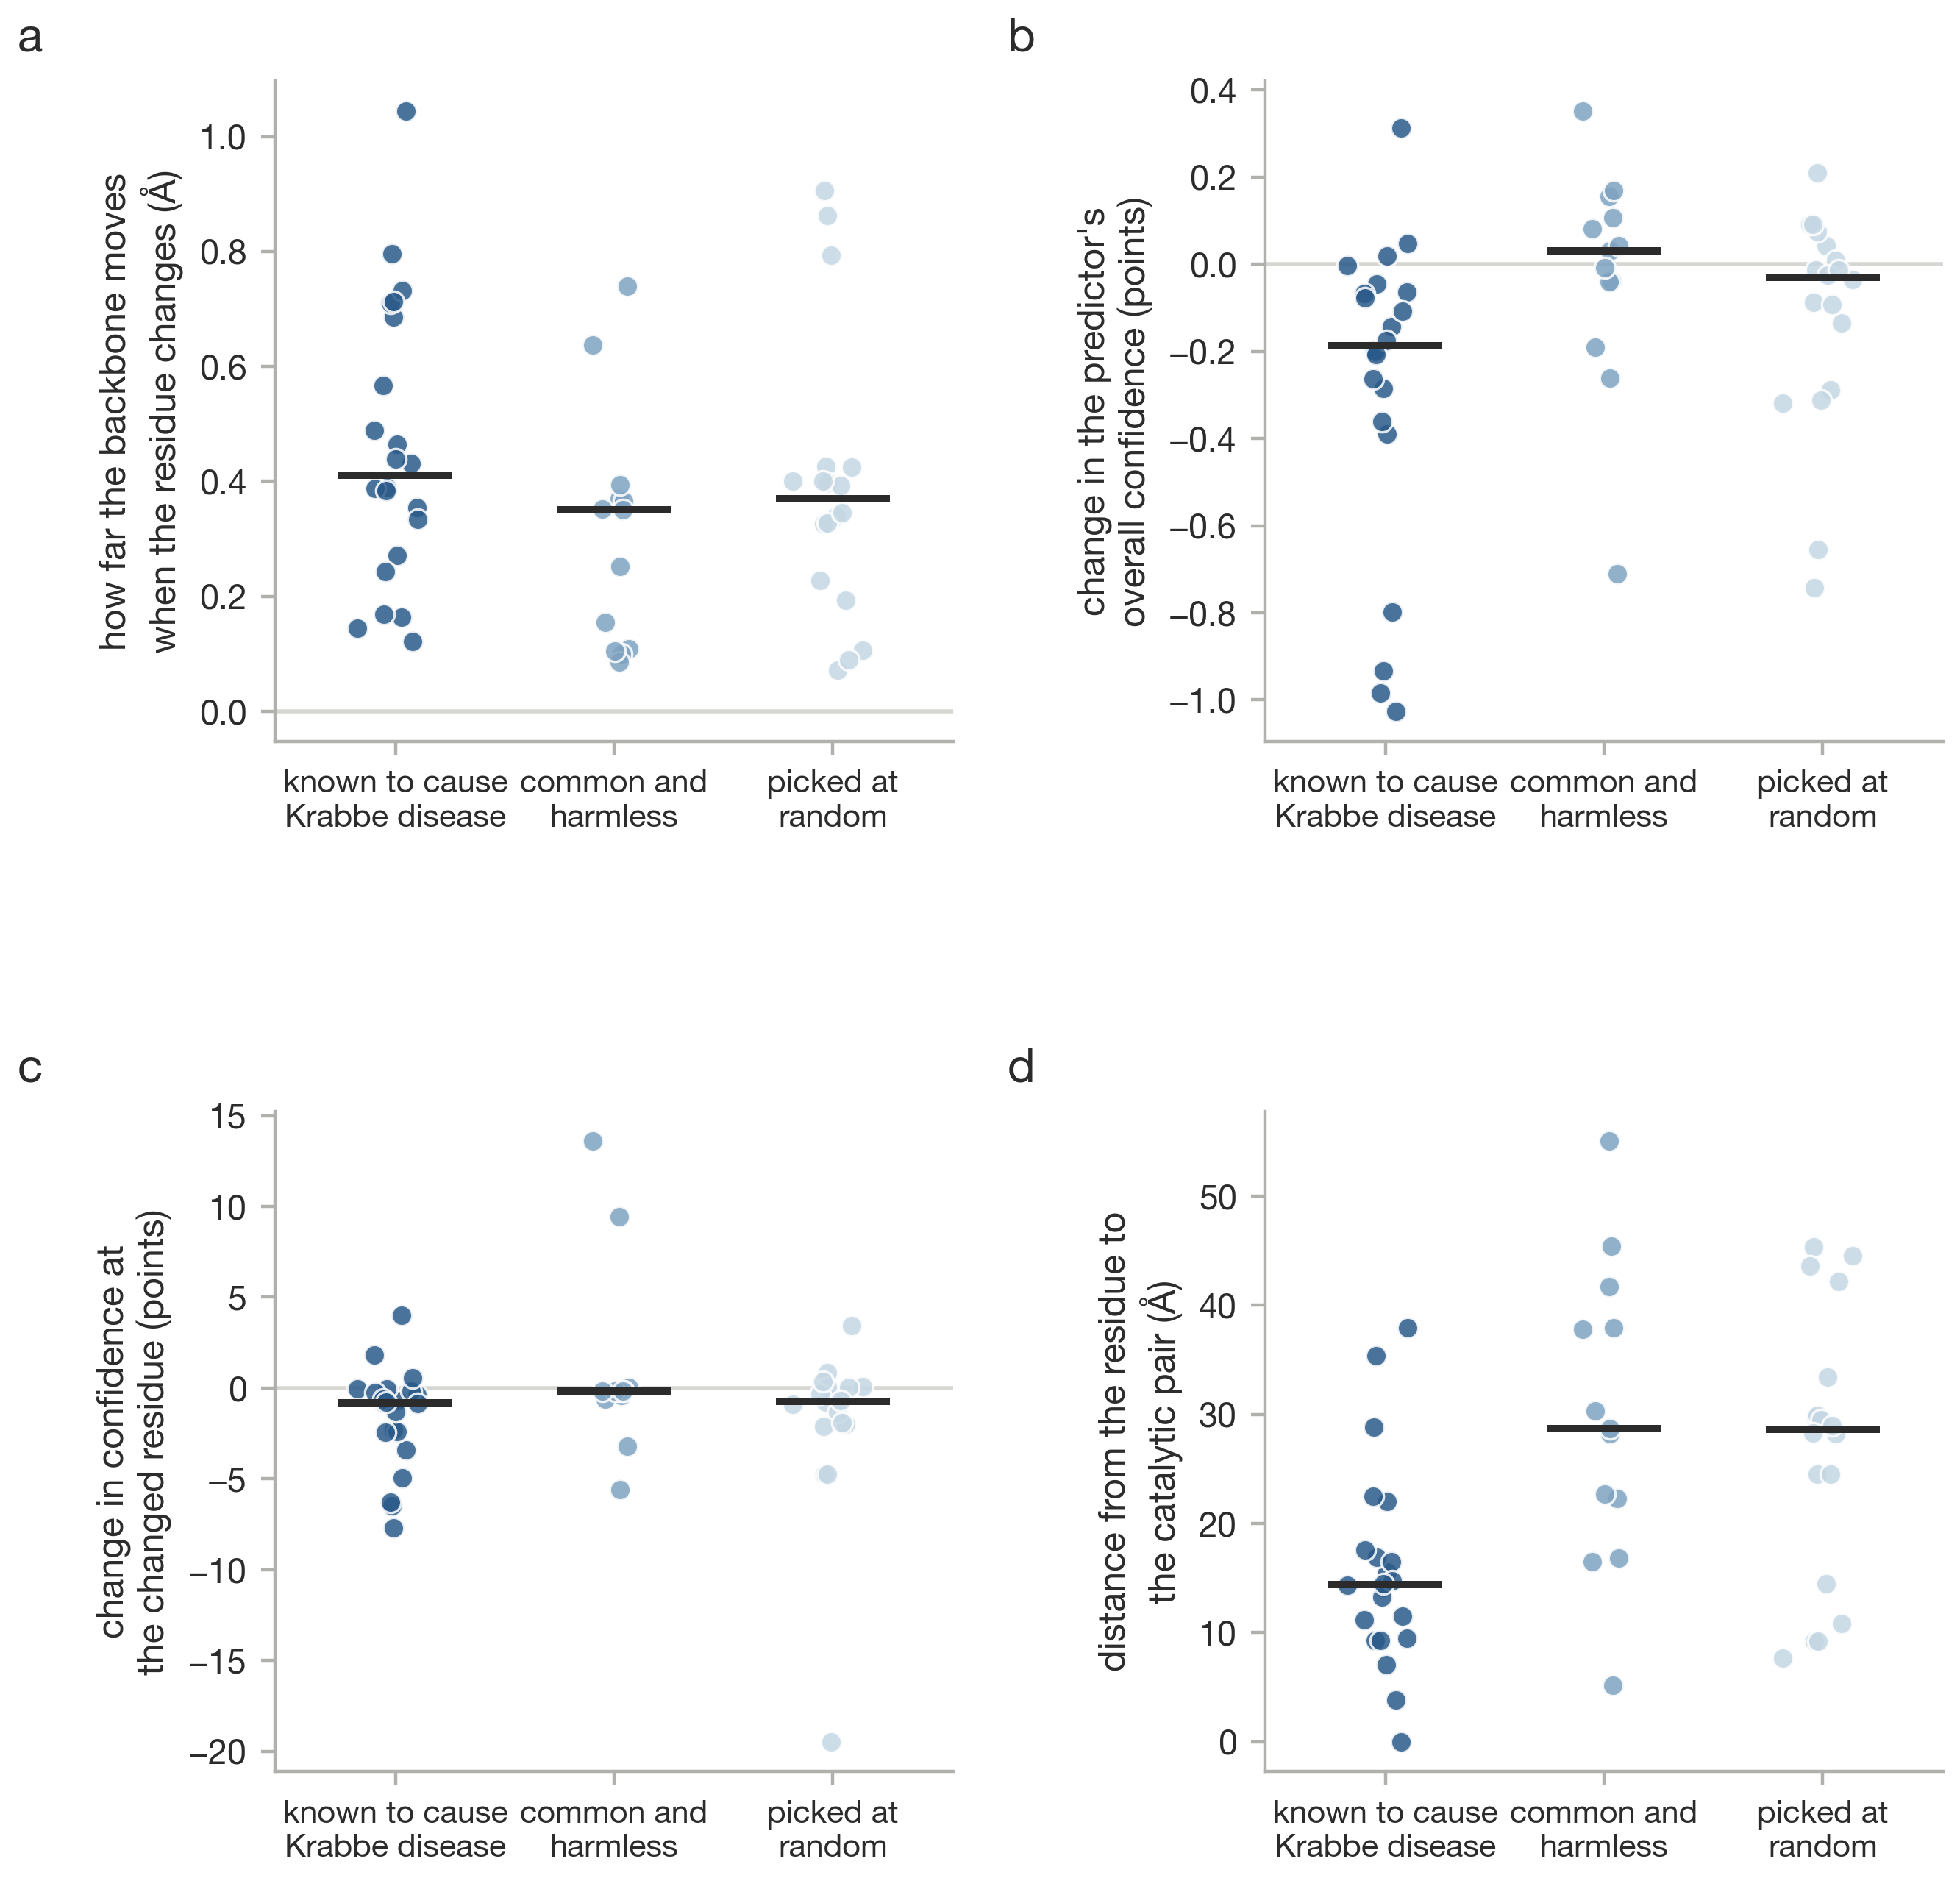 a
how far the backbone moves
when the residue changes (Å)
1.0
0.8
0.6
0.4
0.2
0.0
known to cause
Krabbe disease
common and
harmless
picked at
random
b
change in the predictor's
overall confidence (points)
0.4
0.2
0.0
−0.2
−0.4
−0.6
−0.8
−1.0
known to cause
Krabbe disease
common and
harmless
picked at
random
c
change in confidence at
the changed residue (points)
15
10
5
0
−5
−10
−15
−20
known to cause
Krabbe disease
common and
harmless
picked at
random
d
distance from the residue to
the catalytic pair (Å)
50
40
30
20
10
0
known to cause
Krabbe disease
common and
harmless
picked at
random